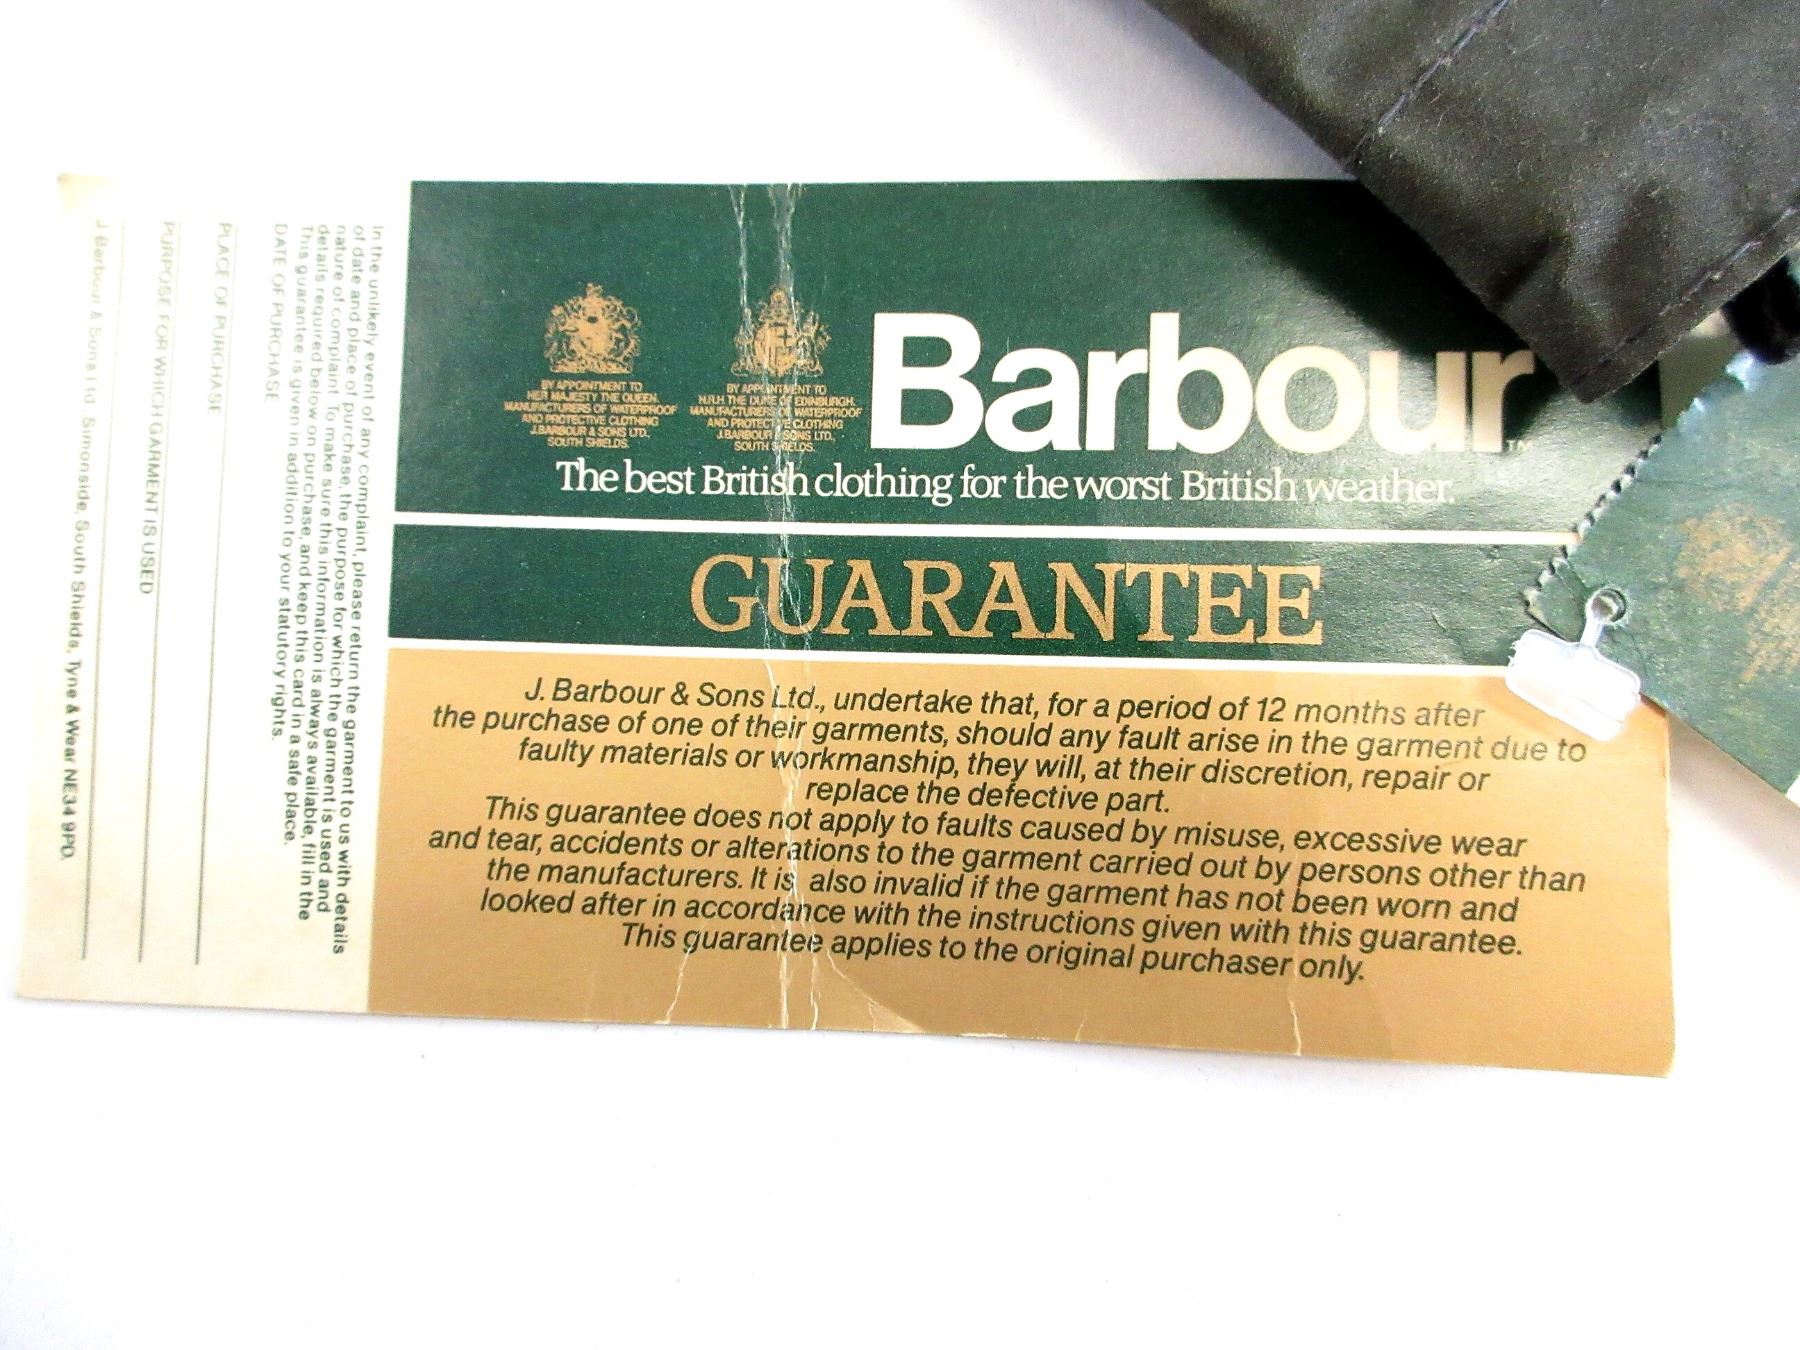 BY APPOINTMENT TO
HER MAJESTY THE QUEEN.
MANUFACTURERS OF WATERPROOF
AND PROTECTIVE CLOTHING
J.BARBOUR & SONS LTD.,
SOUTH SHIELDS.
BY APPOINTMENT TO
H.R.H THE DUKE OF EDINBURGH.
MANUFACTURERS OF WATERPROOF
AND PROTECTIVE CLOTHING
J.BARBOUR & SONS LTD.,
SOUTH SHIELDS.
Barbour™
The best British clothing for the worst British weather.
GUARANTEE
J. Barbour & Sons Ltd., undertake that, for a period of 12 months after
the purchase of one of their garments, should any fault arise in the garment due to
faulty materials or workmanship, they will, at their discretion, repair or
replace the defective part.
This guarantee does not apply to faults caused by misuse, excessive wear
and tear, accidents or alterations to the garment carried out by persons other than
the manufacturers. It is also invalid if the garment has not been worn and
looked after in accordance with the instructions given with this guarantee.
This guarantee applies to the original purchaser only.
In the unlikely event of any complaint, please return the garment to us with details
of date and place of purchase, the purpose for which the garment is used and
nature of complaint. To make sure this information is always available, fill in the
details required below on purchase, and keep this card in a safe place.
This guarantee is given in addition to your statutory rights.
DATE OF PURCHASE
PLACE OF PURCHASE
PURPOSE FOR WHICH GARMENT IS USED
J. Barbour & Sons Ltd. Simonside, South Shields, Tyne & Wear NE34 9PD.